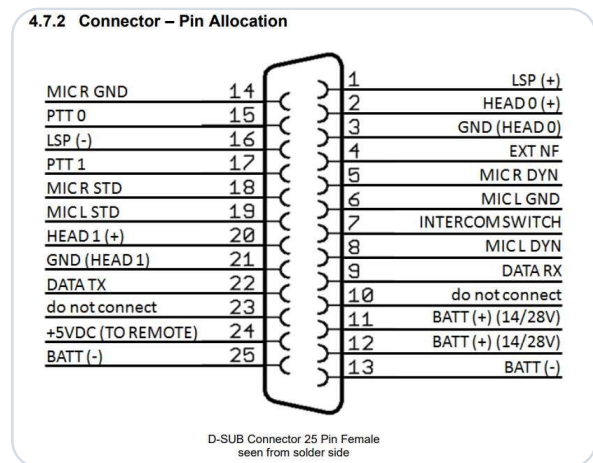 4.7.2 Connector – Pin Allocation
MIC R GND 14
PTT 0 15
LSP (-) 16
PTT 1 17
MIC R STD 18
MIC L STD 19
HEAD 1 (+) 20
GND (HEAD 1) 21
DATA TX 22
do not connect 23
+5VDC (TO REMOTE) 24
BATT (-) 25
1 LSP (+)
2 HEAD 0 (+)
3 GND (HEAD 0)
4 EXT NF
5 MIC R DYN
6 MIC L GND
7 INTERCOM SWITCH
8 MIC L DYN
9 DATA RX
10 do not connect
11 BATT (+) (14/28V)
12 BATT (+) (14/28V)
13 BATT (-)
D-SUB Connector 25 Pin Female
seen from solder side